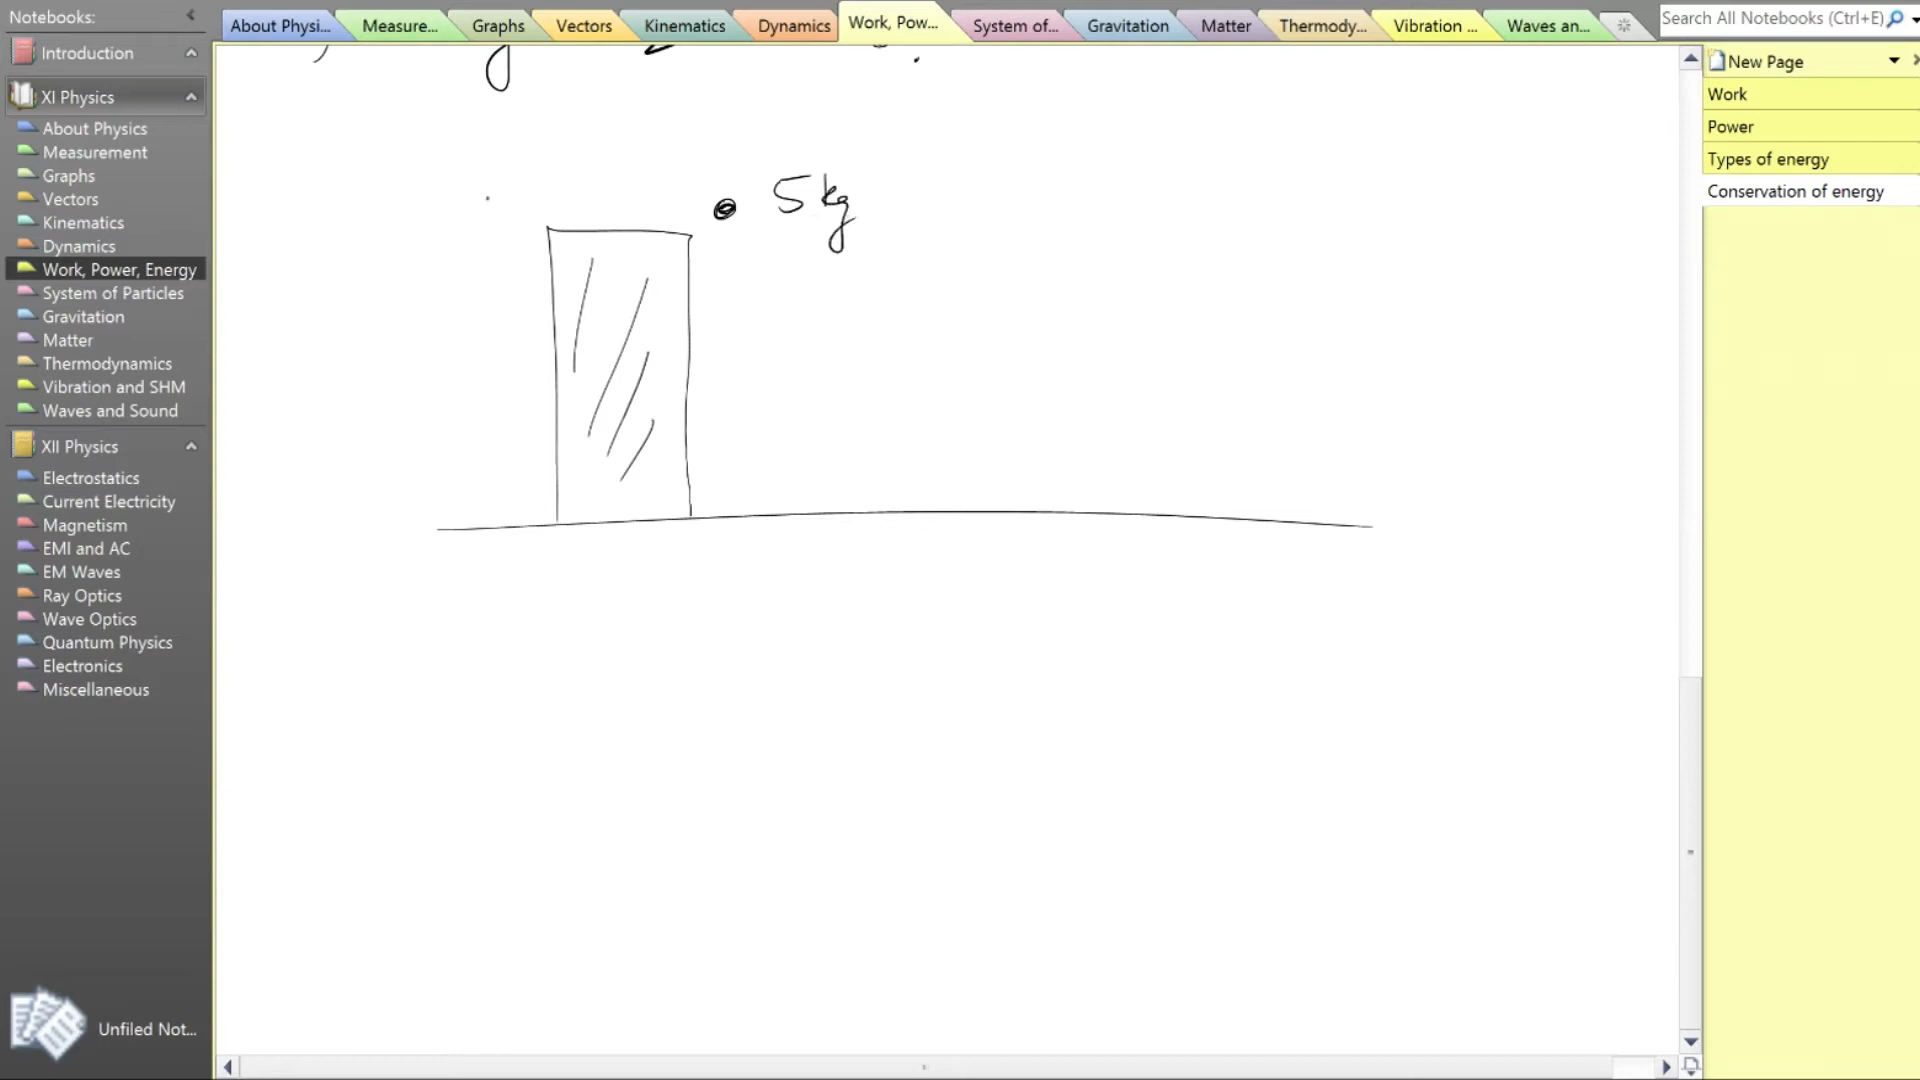 Notebooks:
Introduction
XI Physics
About Physics
Measurement
Graphs
Vectors
Kinematics
Dynamics
Work, Power, Energy
System of Particles
Gravitation
Matter
Thermodynamics
Vibration and SHM
Waves and Sound
XII Physics
Electrostatics
Current Electricity
Magnetism
EMI and AC
EM Waves
Ray Optics
Wave Optics
Quantum Physics
Electronics
Miscellaneous
Unfiled Not...
About Physi... Measure... Graphs Vectors Kinematics Dynamics Work, Pow... System of... Gravitation Matter Thermody... Vibration ... Waves an...
Search All Notebooks (Ctrl+E)
5 kg
New Page
Work
Power
Types of energy
Conservation of energy